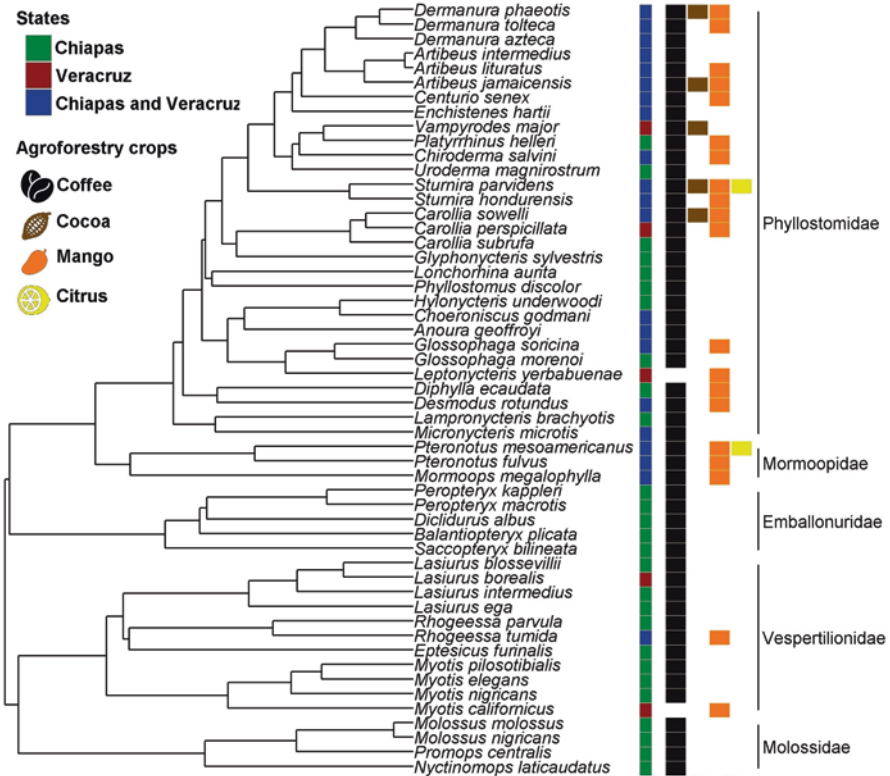 States
Chiapas
Veracruz
Chiapas and Veracruz
Agroforestry crops
Coffee
Cocoa
Mango
Citrus
Dermanura phaeotis
Dermanura tolteca
Dermanura azteca
Artibeus intermedius
Artibeus lituratus
Artibeus jamaicensis
Centurio senex
Enchistenes hartii
Vampyrodes major
Platyrrhinus helleri
Chiroderma salvini
Uroderma magnirostrum
Sturnira parvidens
Sturnira hondurensis
Carollia sowelli
Carollia perspicillata
Carollia subrufa
Glyphonycteris sylvestris
Lonchorhina aurita
Phyllostomus discolor
Hylonycteris underwoodi
Choeroniscus godmani
Anoura geoffroyi
Glossophaga soricina
Glossophaga morenoi
Leptonycteris yerbabuenae
Diphylla ecaudata
Desmodus rotundus
Lampronycteris brachyotis
Micronycteris microtis
Pteronotus mesoamericanus
Pteronotus fulvus
Mormoops megalophylla
Peropteryx kappleri
Peropteryx macrotis
Diclidurus albus
Balantiopteryx plicata
Saccopteryx bilineata
Lasiurus blossevillii
Lasiurus borealis
Lasiurus intermedius
Lasiurus ega
Rhogeessa parvula
Rhogeessa tumida
Eptesicus furinalis
Myotis pilosotibialis
Myotis elegans
Myotis nigricans
Myotis californicus
Molossus molossus
Molossus nigricans
Promops centralis
Nyctinomops laticaudatus
Phyllostomidae
Mormoopidae
Emballonuridae
Vespertilionidae
Molossidae